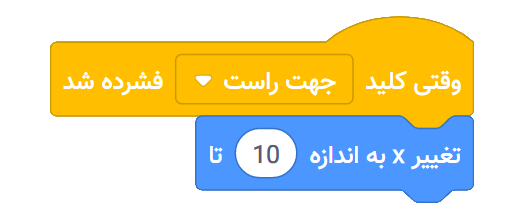 وقتی کلید جهت راست فشرده شد
تغییر x به اندازه 10 تا